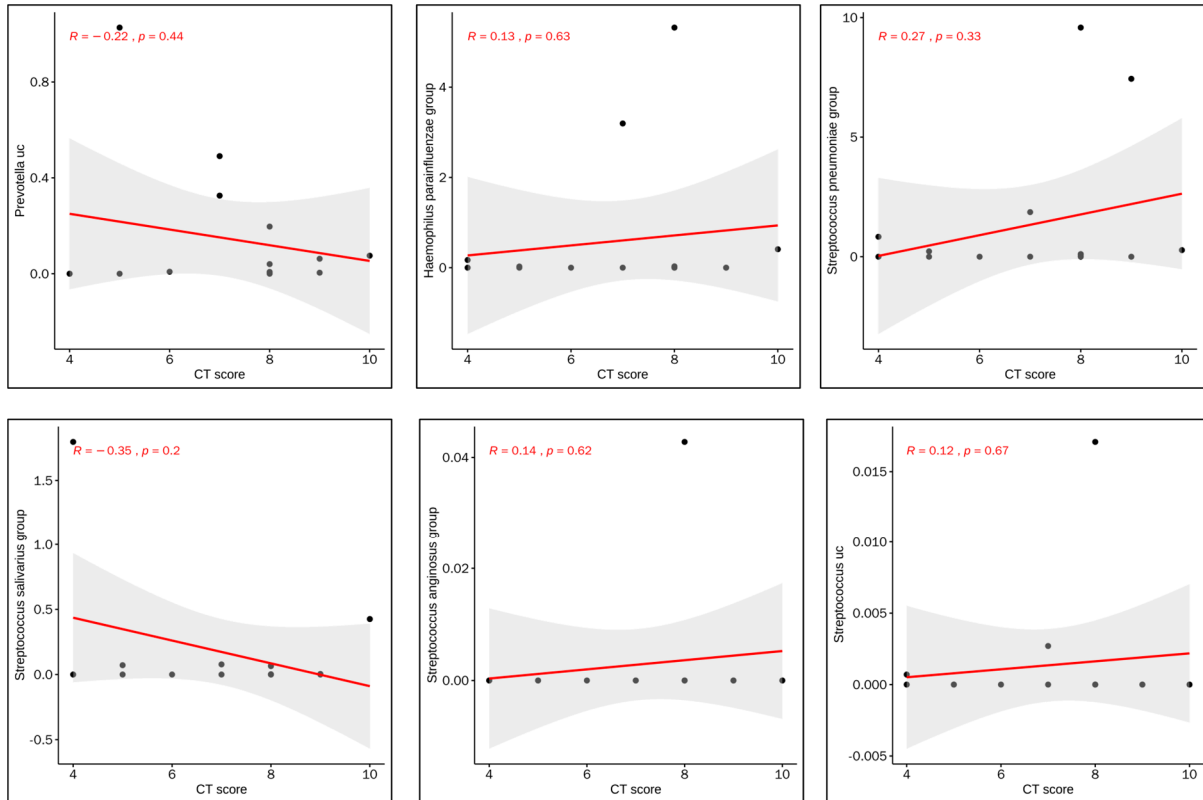 R = −0.22 , p = 0.44
0.8
0.4
0.0
Prevotella uc
4 6 8 10
CT score
R = 0.13 , p = 0.63
4
2
0
Haemophilus parainfluenzae group
4 6 8 10
CT score
R = 0.27 , p = 0.33
10
5
0
Streptococcus pneumoniae group
4 6 8 10
CT score
R = −0.35 , p = 0.2
1.5
1.0
0.5
0.0
-0.5
Streptococcus salivarius group
4 6 8 10
CT score
R = 0.14 , p = 0.62
0.04
0.02
0.00
Streptococcus anginosus group
4 6 8 10
CT score
R = 0.12 , p = 0.67
0.015
0.010
0.005
0.000
-0.005
Streptococcus uc
4 6 8 10
CT score